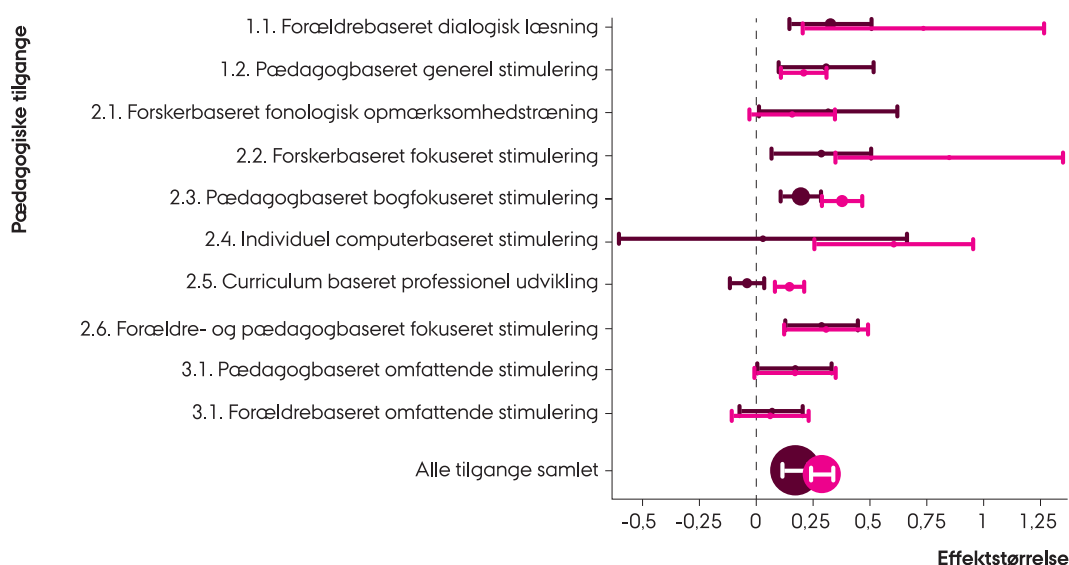 Pædagogiske tilgange
1.1. Forældrebaseret dialogisk læsning
1.2. Pædagogbaseret generel stimulering
2.1. Forskerbaseret fonologisk opmærksomhedstræning
2.2. Forskerbaseret fokuseret stimulering
2.3. Pædagogbaseret bogfokuseret stimulering
2.4. Individuel computerbaseret stimulering
2.5. Curriculum baseret professionel udvikling
2.6. Forældre- og pædagogbaseret fokuseret stimulering
3.1. Pædagogbaseret omfattende stimulering
3.1. Forældrebaseret omfattende stimulering
Alle tilgange samlet
-0,5 -0,25 0 0,25 0,5 0,75 1 1,25
Effektstørrelse